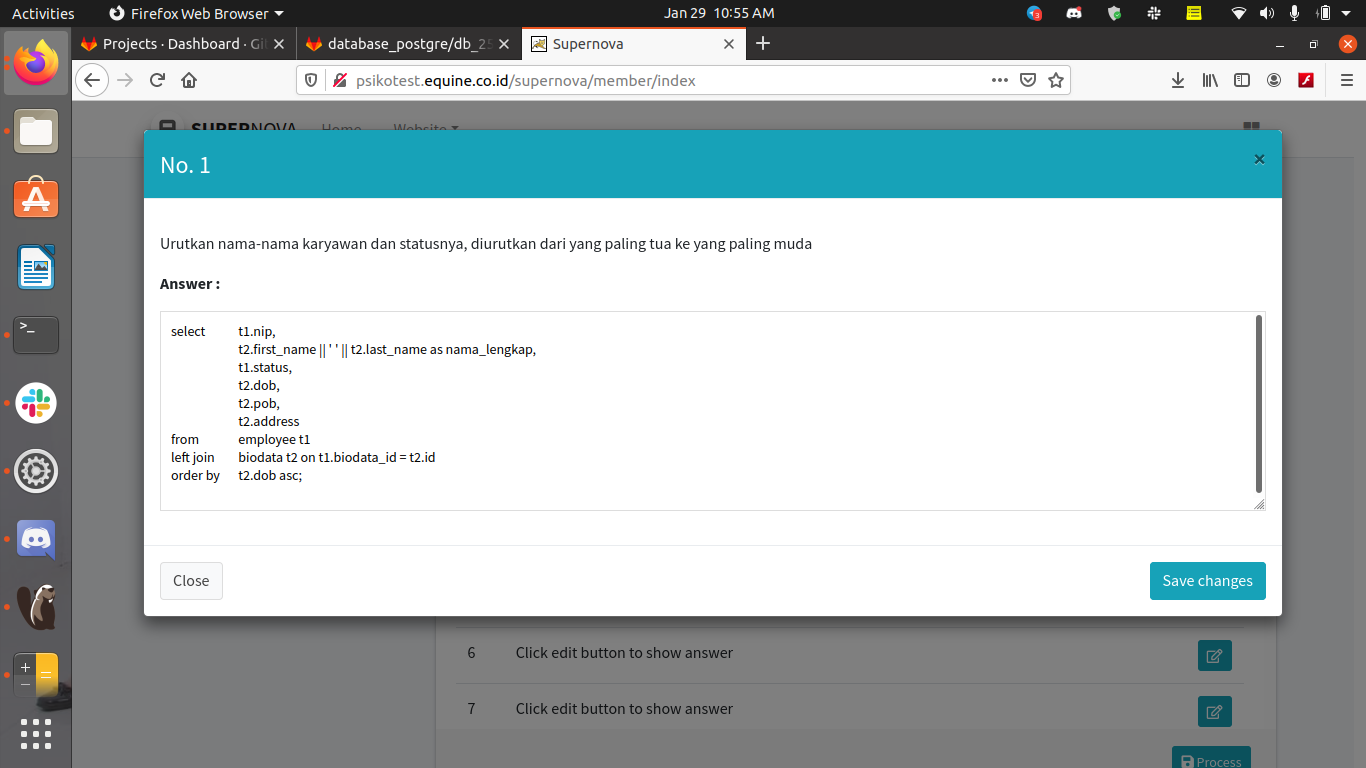 Activities
Firefox Web Browser
Jan 29 10:55 AM
3
Projects · Dashboard · Gi
database_postgre/db_25
Supernova
psikotest.equine.co.id/supernova/member/index
SUPERNOVA Home Website
No. 1
×
Urutkan nama-nama karyawan dan statusnya, diurutkan dari yang paling tua ke yang paling muda
Answer :
select t1.nip,
t2.first_name || ' ' || t2.last_name as nama_lengkap,
t1.status,
t2.dob,
t2.pob,
t2.address
from employee t1
left join biodata t2 on t1.biodata_id = t2.id
order by t2.dob asc;
Close
Save changes
6 Click edit button to show answer
7 Click edit button to show answer
Process